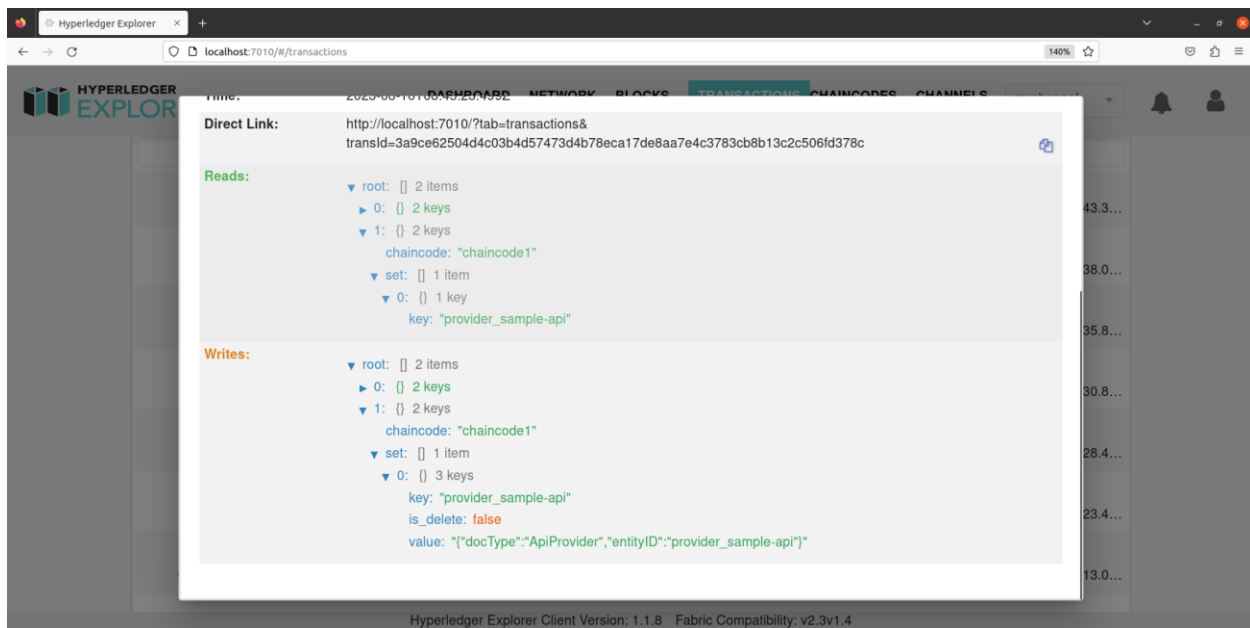 Hyperledger Explorer
localhost:7010/#/transactions
140%
HYPERLEDGER
EXPLOR
DASHBOARD NETWORK BLOCKS TRANSACTIONS CHAINCODES CHANNELS
Time:
Direct Link:
http://localhost:7010/?tab=transactions&
transId=3a9ce62504d4c03b4d57473d4b78eca17de8aa7e4c3783cb8b13c2c506fd378c
Reads:
root: [] 2 items
0: {} 2 keys
43.3...
1: {} 2 keys
chaincode: "chaincode1"
38.0...
set: [] 1 item
0: {} 1 key
key: "provider_sample-api"
35.8...
Writes:
root: [] 2 items
0: {} 2 keys
30.8...
1: {} 2 keys
chaincode: "chaincode1"
set: [] 1 item
28.4...
0: {} 3 keys
key: "provider_sample-api"
is_delete: false
23.4...
value: "{"docType":"ApiProvider","entityID":"provider_sample-api"}"
13.0...
Hyperledger Explorer Client Version: 1.1.8 Fabric Compatibility: v2.3v1.4